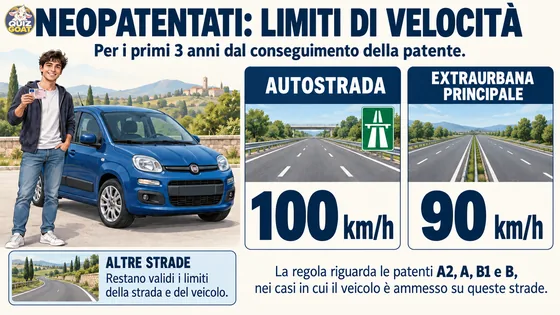 QUIZ
GOAT
NEOPATENTATI: LIMITI DI VELOCITÀ
Per i primi 3 anni dal conseguimento della patente.
AUTOSTRADA
100 km/h
EXTRAURBANA
PRINCIPALE
90 km/h
ALTRE STRADE
Restano validi i limiti
della strada e del veicolo.
La regola riguarda le patenti A2, A, B1 e B,
nei casi in cui il veicolo è ammesso su queste strade.